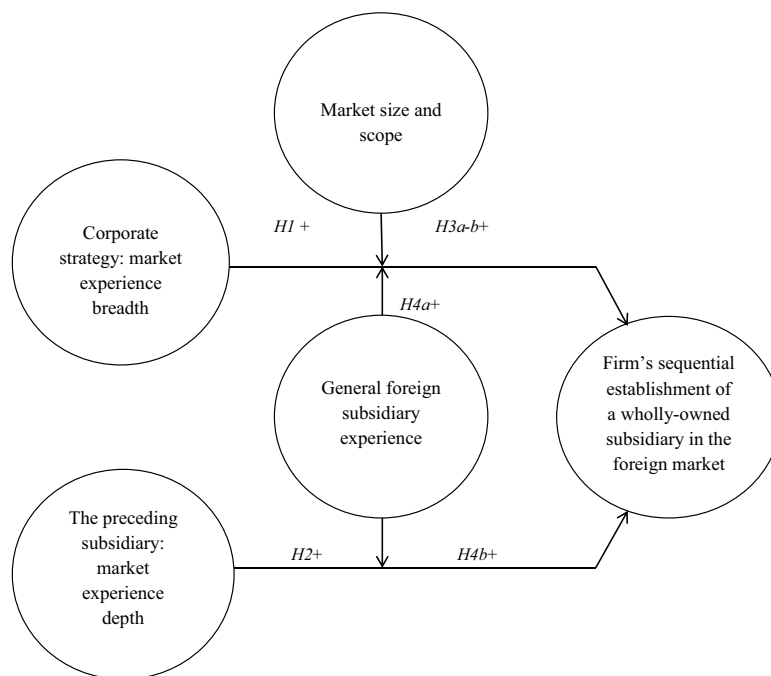 Market size and
scope
H1 +
H3a-b+
Corporate
strategy: market
experience
breadth
H4a+
General foreign
subsidiary
experience
Firm's sequential
establishment of
a wholly-owned
subsidiary in the
foreign market
The preceding
subsidiary:
market
experience
depth
H2+
H4b+